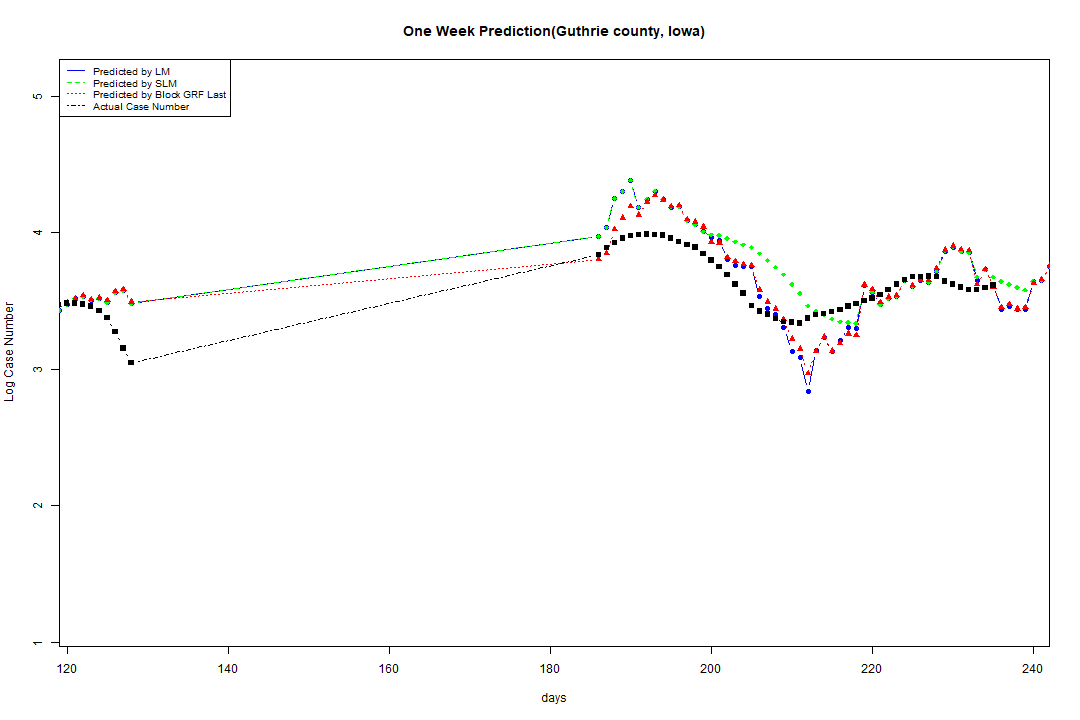 One Week Prediction(Guthrie county, Iowa)
Predicted by LM
Predicted by SLM
Predicted by Block GRF Last
Actual Case Number
5
4
3
2
1
Log Case Number
120 140 160 180 200 220 240
days